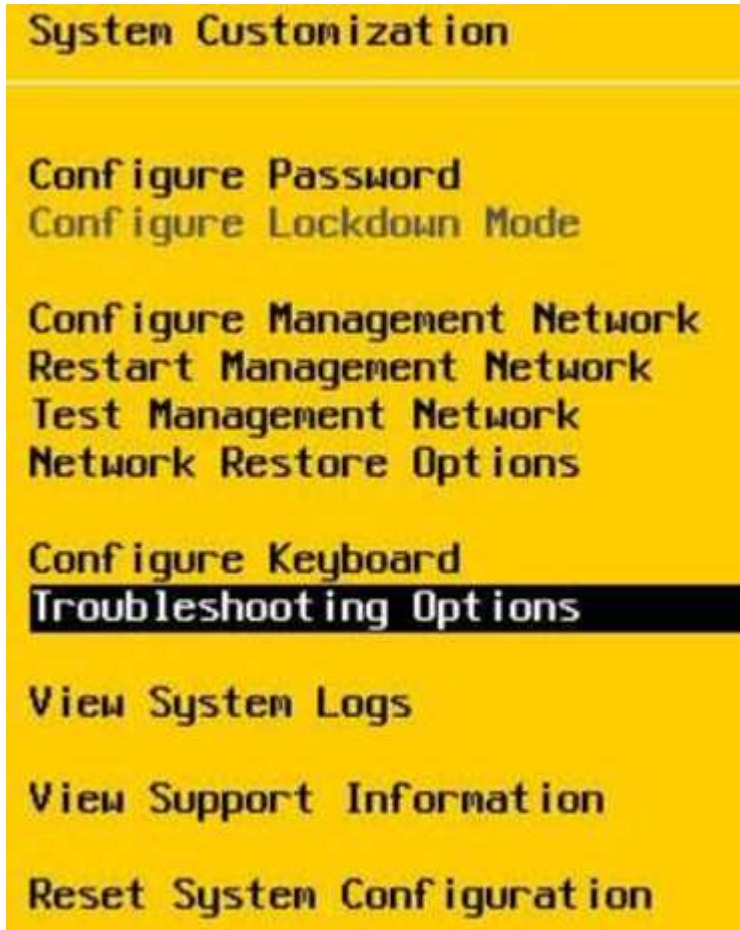 System Customization
Configure Password
Configure Lockdown Mode
Configure Management Network
Restart Management Network
Test Management Network
Network Restore Options
Configure Keyboard
Troubleshooting Options
View System Logs
View Support Information
Reset System Configuration